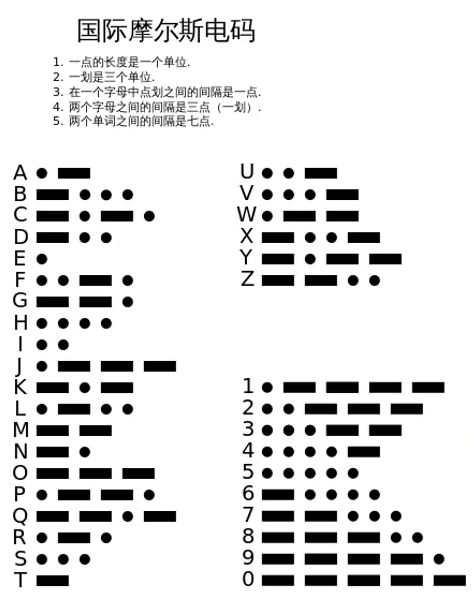 国际摩尔斯电码
1. 一点的长度是一个单位.
2. 一划是三个单位.
3. 在一个字母中点划之间的间隔是一点.
4. 两个字母之间的间隔是三点（一划）.
5. 两个单词之间的间隔是七点.
A
B
C
D
E
F
G
H
I
J
K
L
M
N
O
P
Q
R
S
T
U
V
W
X
Y
Z
1
2
3
4
5
6
7
8
9
0